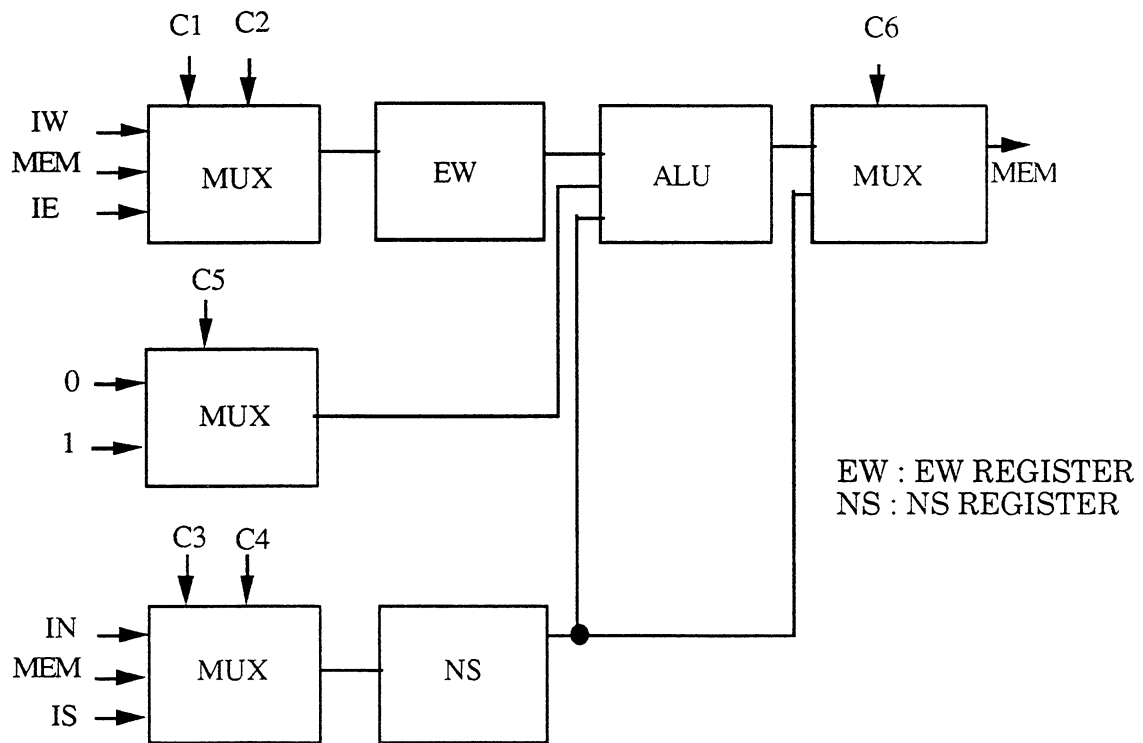 C1
C2
C6
IW
MEM
IE
MUX
EW
ALU
MUX
MEM
C5
0
1
MUX
EW : EW REGISTER
NS : NS REGISTER
C3
C4
IN
MEM
IS
MUX
NS